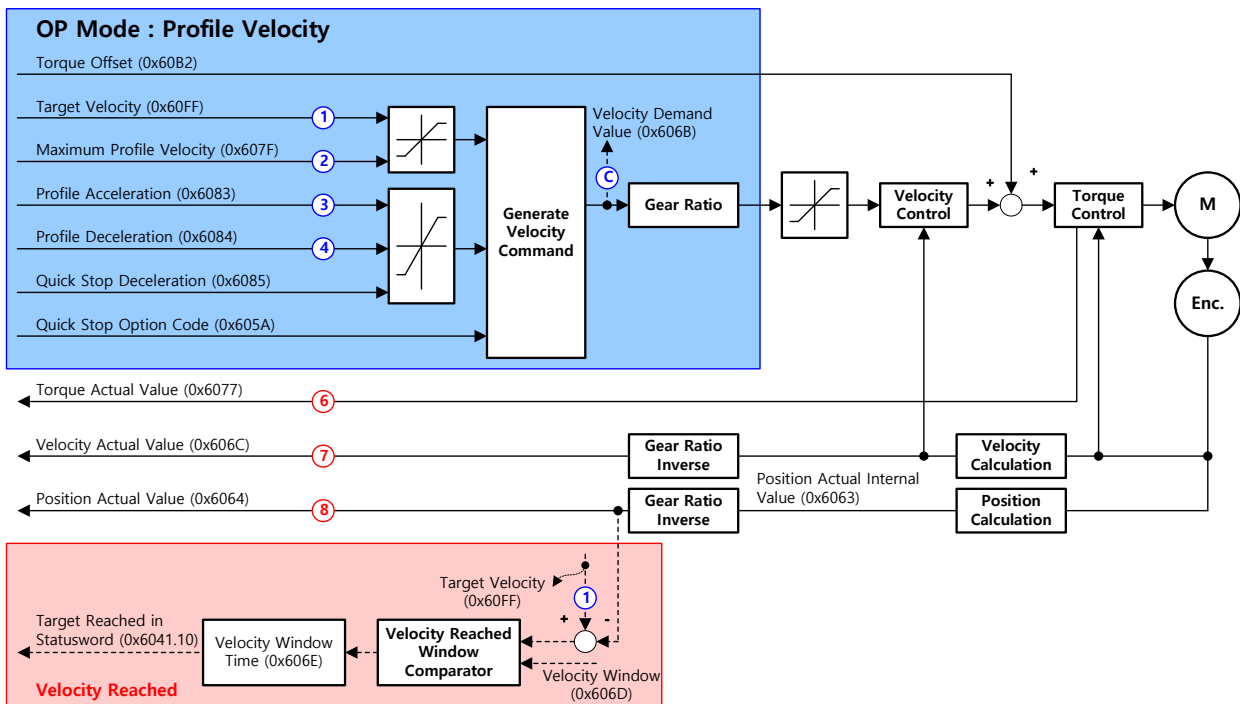 OP Mode : Profile Velocity
Torque Offset (0x60B2)
Target Velocity (0x60FF)
1
Maximum Profile Velocity (0x607F)
2
Profile Acceleration (0x6083)
3
Profile Deceleration (0x6084)
4
Quick Stop Deceleration (0x6085)
Quick Stop Option Code (0x605A)
Generate
Velocity
Command
Velocity Demand
Value (0x606B)
C
Gear Ratio
Velocity
Control
+
+
Torque
Control
M
Enc.
Torque Actual Value (0x6077)
6
Velocity Actual Value (0x606C)
7
Gear Ratio
Inverse
Velocity
Calculation
Position Actual Value (0x6064)
8
Gear Ratio
Inverse
Position Actual Internal
Value (0x6063)
Position
Calculation
Target Velocity
(0x60FF)
1
+
-
Target Reached in
Statusword (0x6041.10)
Velocity Window
Time (0x606E)
Velocity Reached
Window
Comparator
Velocity Window
(0x606D)
Velocity Reached